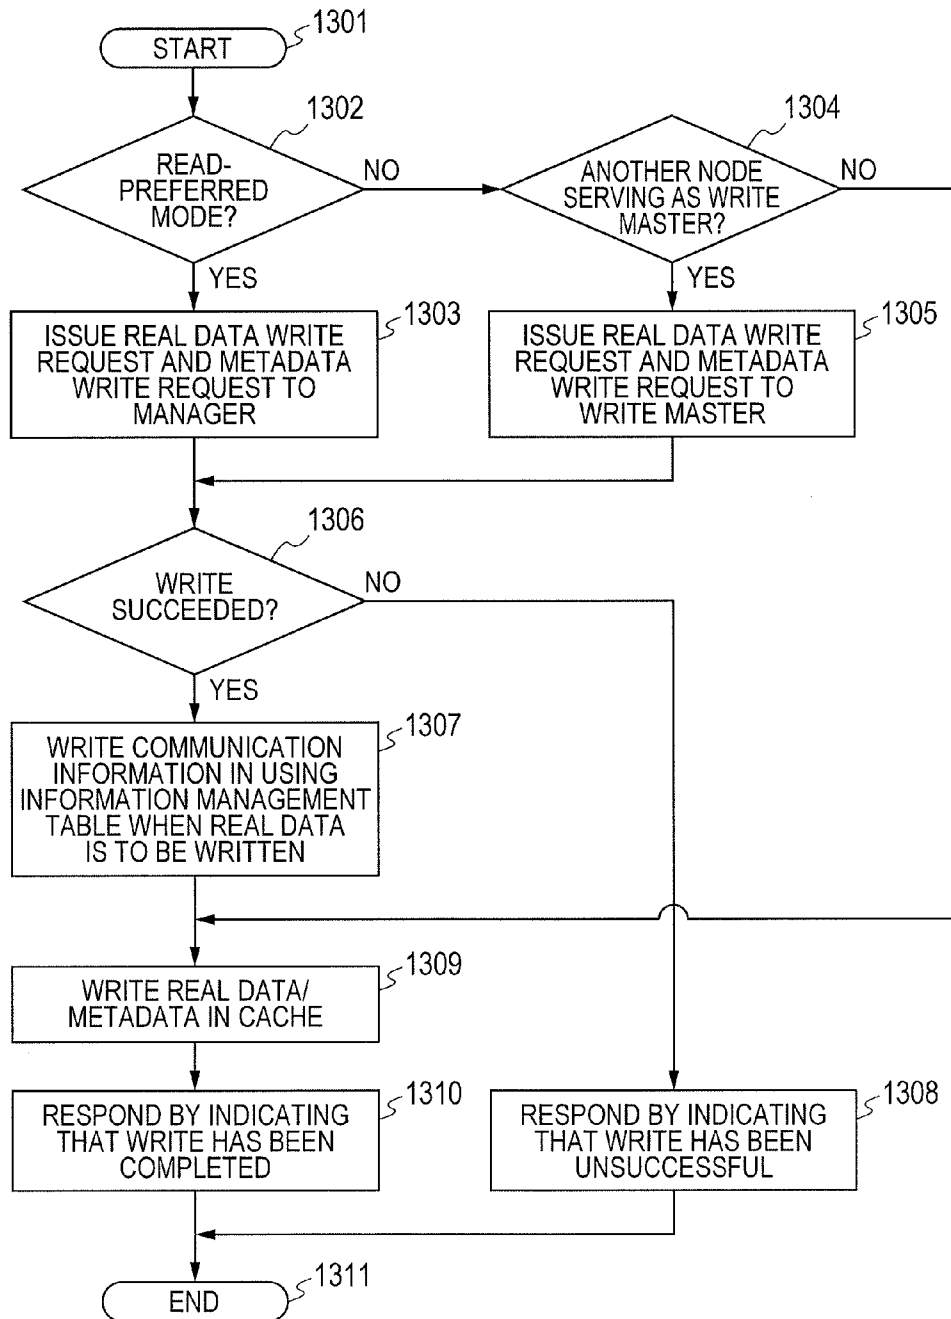 1301
START
1302
READ-
PREFERRED
MODE?
NO
YES
1304
ANOTHER NODE
SERVING AS WRITE
MASTER?
NO
YES
1303
ISSUE REAL DATA WRITE
REQUEST AND METADATA
WRITE REQUEST TO
MANAGER
1305
ISSUE REAL DATA WRITE
REQUEST AND METADATA
WRITE REQUEST TO
WRITE MASTER
1306
WRITE
SUCCEEDED?
NO
YES
1307
WRITE COMMUNICATION
INFORMATION IN USING
INFORMATION MANAGEMENT
TABLE WHEN REAL DATA
IS TO BE WRITTEN
1309
WRITE REAL DATA/
METADATA IN CACHE
1310
RESPOND BY INDICATING
THAT WRITE HAS BEEN
COMPLETED
1308
RESPOND BY INDICATING
THAT WRITE HAS BEEN
UNSUCCESSFUL
1311
END